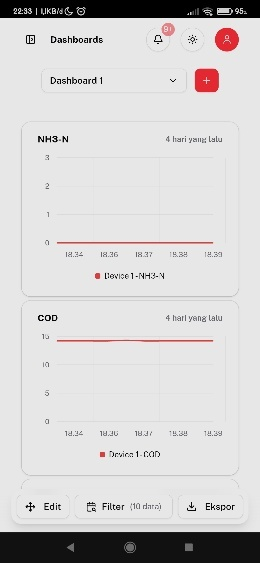 22:33 | 1,1KB/d
95
Dashboards
9+
Dashboard 1
NH3-N
4 hari yang lalu
3
2
1
0
18.34 18.36 18.37 18.38 18.39
Device 1 - NH3-N
COD
4 hari yang lalu
15
10
5
0
18.34 18.36 18.37 18.38 18.39
Device 1 - COD
Edit
Filter (10 data)
Ekspor